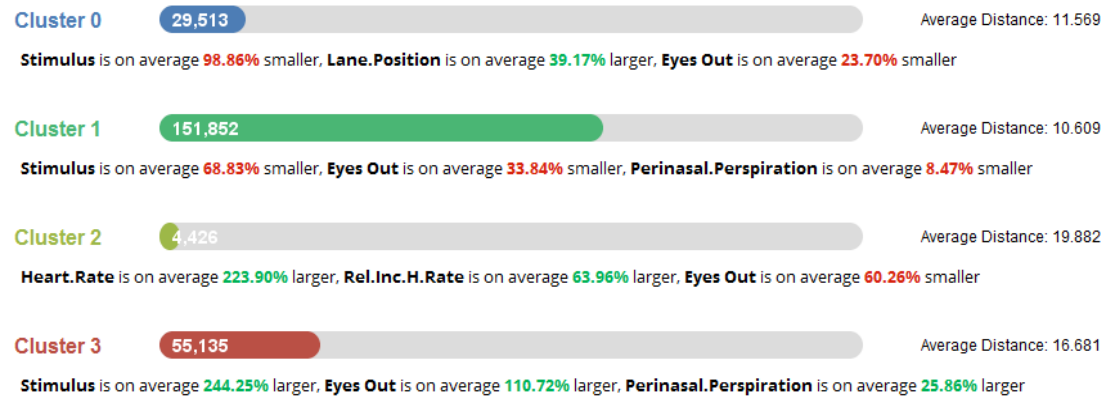 Cluster 0 29,513 Average Distance: 11.569
Stimulus is on average 98.86% smaller, Lane.Position is on average 39.17% larger, Eyes Out is on average 23.70% smaller
Cluster 1 151,852 Average Distance: 10.609
Stimulus is on average 68.83% smaller, Eyes Out is on average 33.84% smaller, Perinasal.Perspiration is on average 8.47% smaller
Cluster 2 4,426 Average Distance: 19.882
Heart.Rate is on average 223.90% larger, Rel.Inc.H.Rate is on average 63.96% larger, Eyes Out is on average 60.26% smaller
Cluster 3 55,135 Average Distance: 16.681
Stimulus is on average 244.25% larger, Eyes Out is on average 110.72% larger, Perinasal.Perspiration is on average 25.86% larger